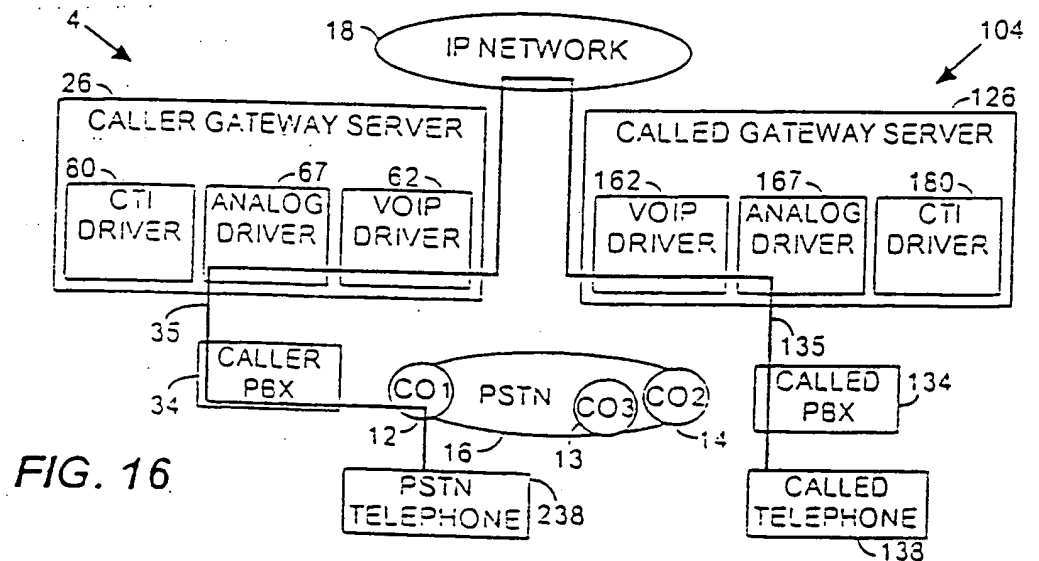 4
18
IP NETWORK
104
26
CALLER GATEWAY SERVER
126
CALLED GATEWAY SERVER
80
CTI
DRIVER
67
ANALOG
DRIVER
62
VOIP
DRIVER
162
VOIP
DRIVER
167
ANALOG
DRIVER
180
CTI
DRIVER
35
135
CALLER
PBX
34
CO1
PSTN
CO3
CO2
12
16
13
14
CALLED
PBX
134
FIG. 16
PSTN
TELEPHONE
238
CALLED
TELEPHONE
138